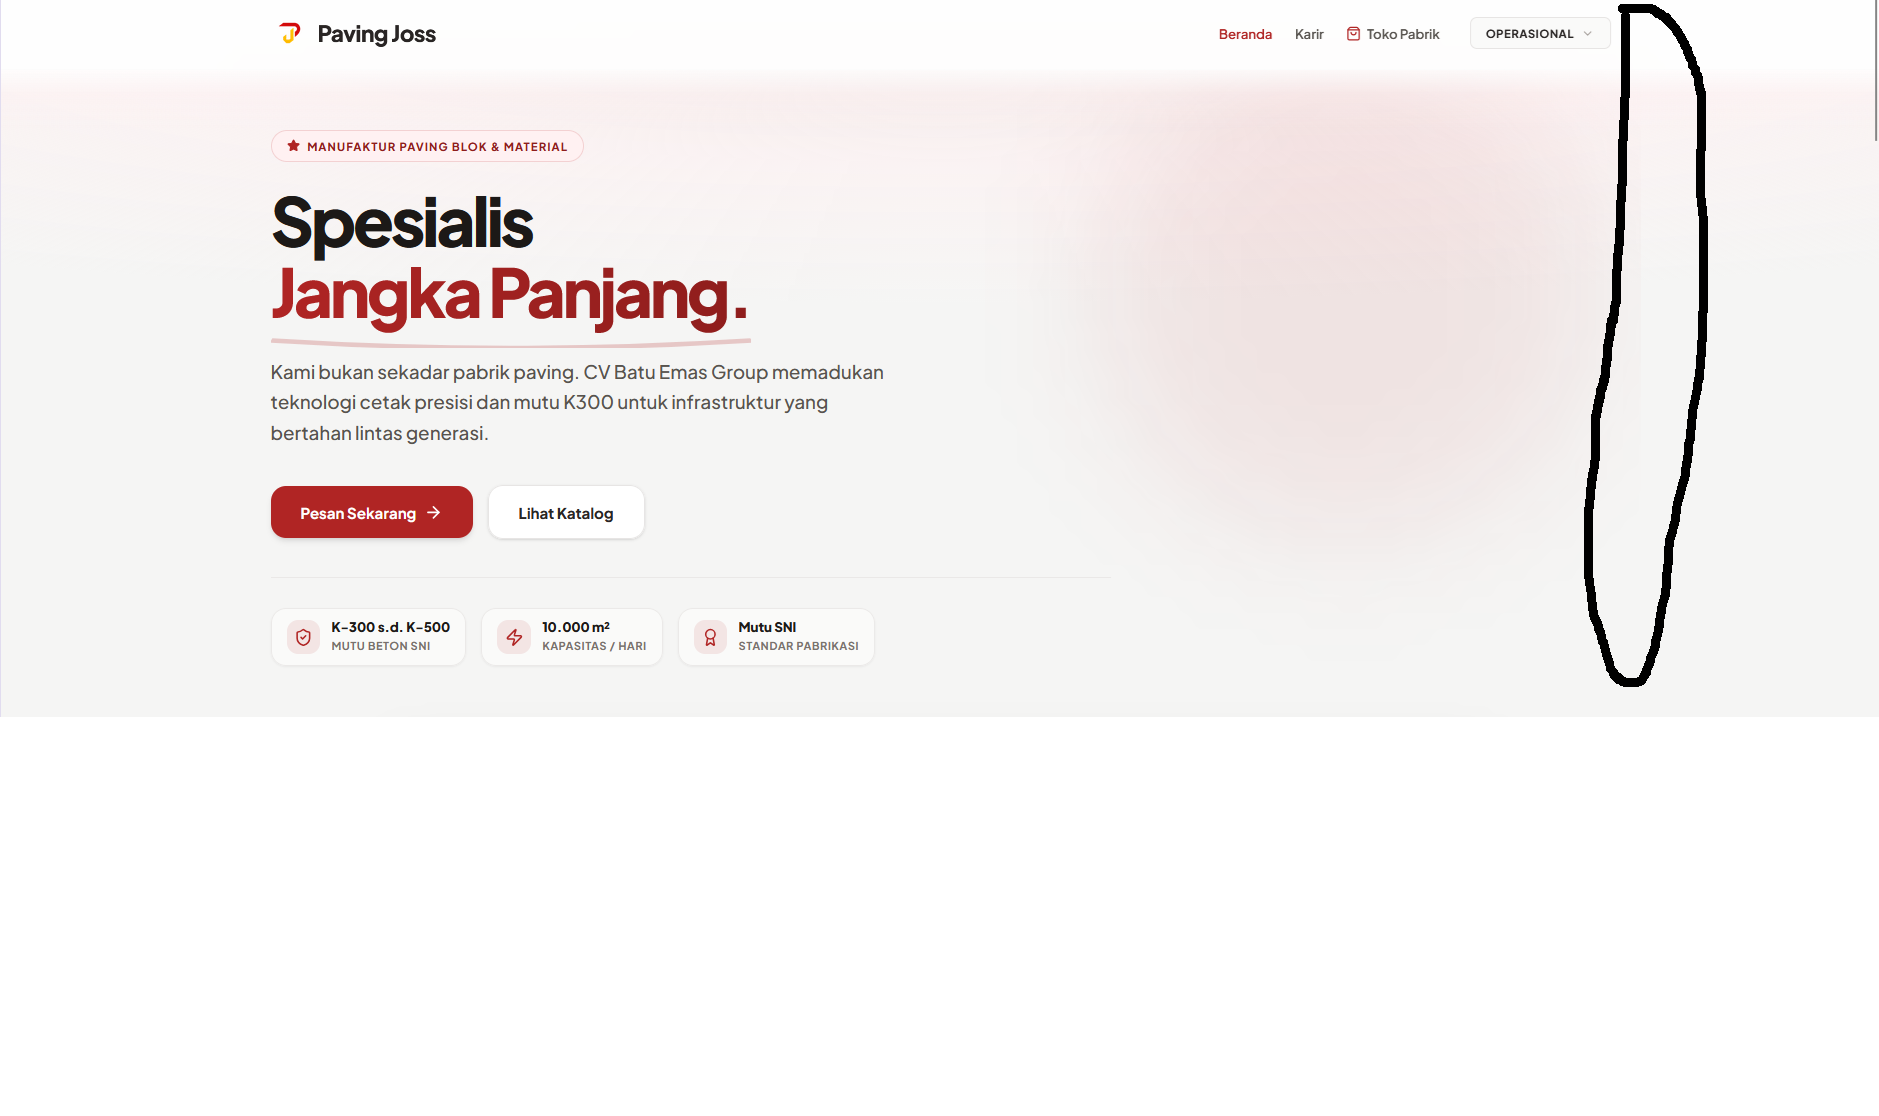 Paving Joss
Beranda
Karir
Toko Pabrik
OPERASIONAL
MANUFAKTUR PAVING BLOK & MATERIAL
Spesialis
Jangka Panjang.
Kami bukan sekadar pabrik paving. CV Batu Emas Group memadukan
teknologi cetak presisi dan mutu K300 untuk infrastruktur yang
bertahan lintas generasi.
Pesan Sekarang
Lihat Katalog
K-300 s.d. K-500
MUTU BETON SNI
10.000 m²
KAPASITAS / HARI
Mutu SNI
STANDAR PABRIKASI